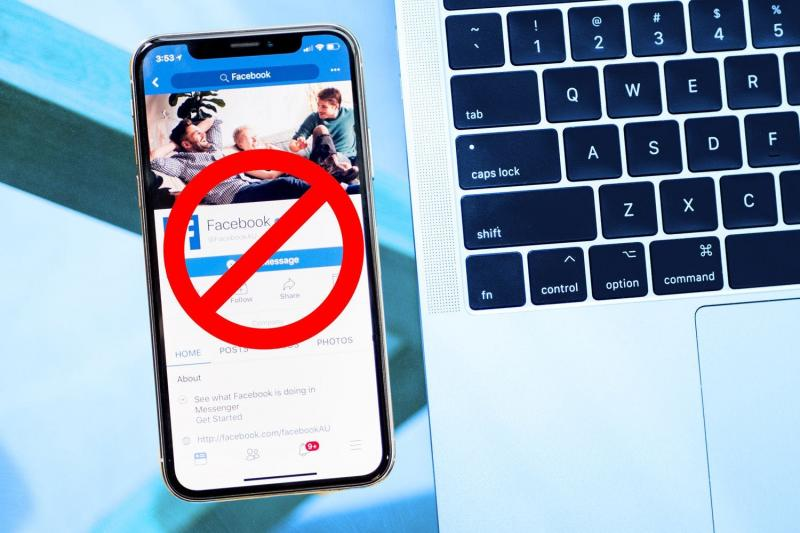 3:53
Facebook
Facebook
Message
Follow
Share
HOME
POSTS
PHOTOS
About
See what Facebook is doing in
Messenger
Get Started
http://facebook.com/facebookAU
9+
~
`
!
1
@
2
#
3
$
4
%
5
tab
Q
W
E
R
caps lock
A
S
D
F
shift
Z
X
C
fn
control
option
command